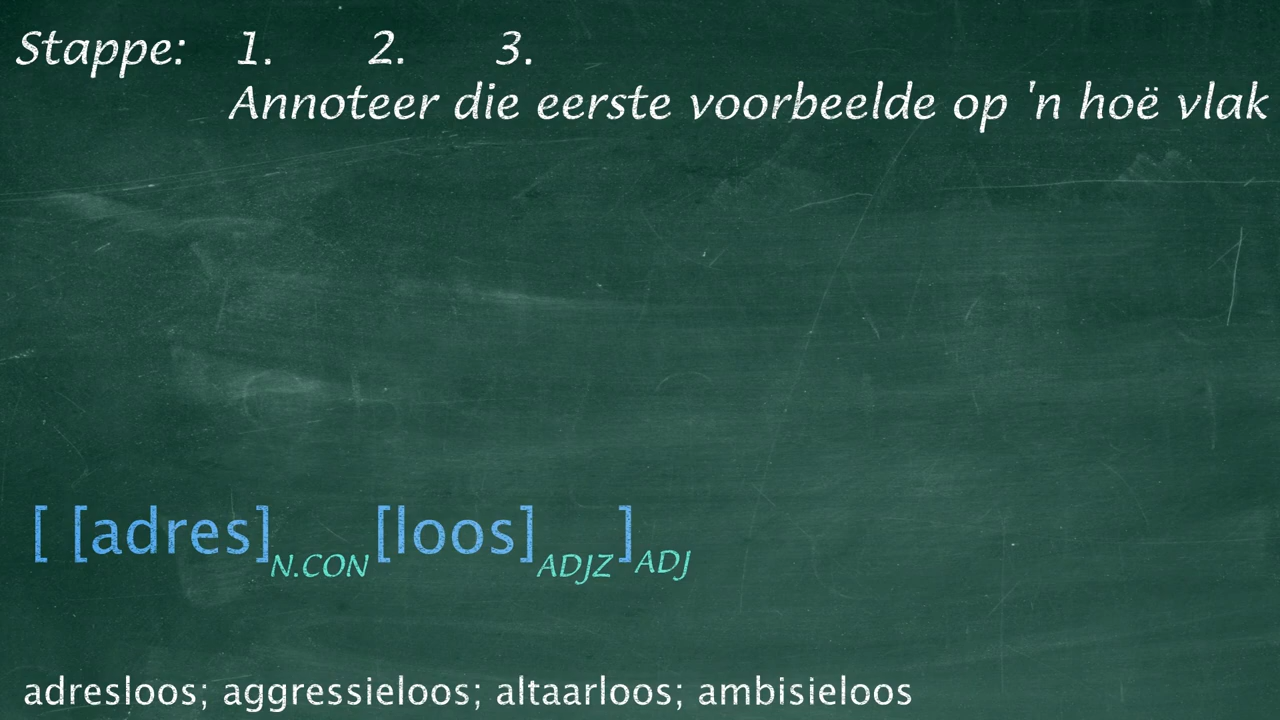 Stappe: 1. 2. 3.
Annoteer die eerste voorbeelde op 'n hoë vlak
[ [adres]N.CON [loos]ADJZ ]ADJ
adresloos; aggressieloos; altaarloos; ambisieloos